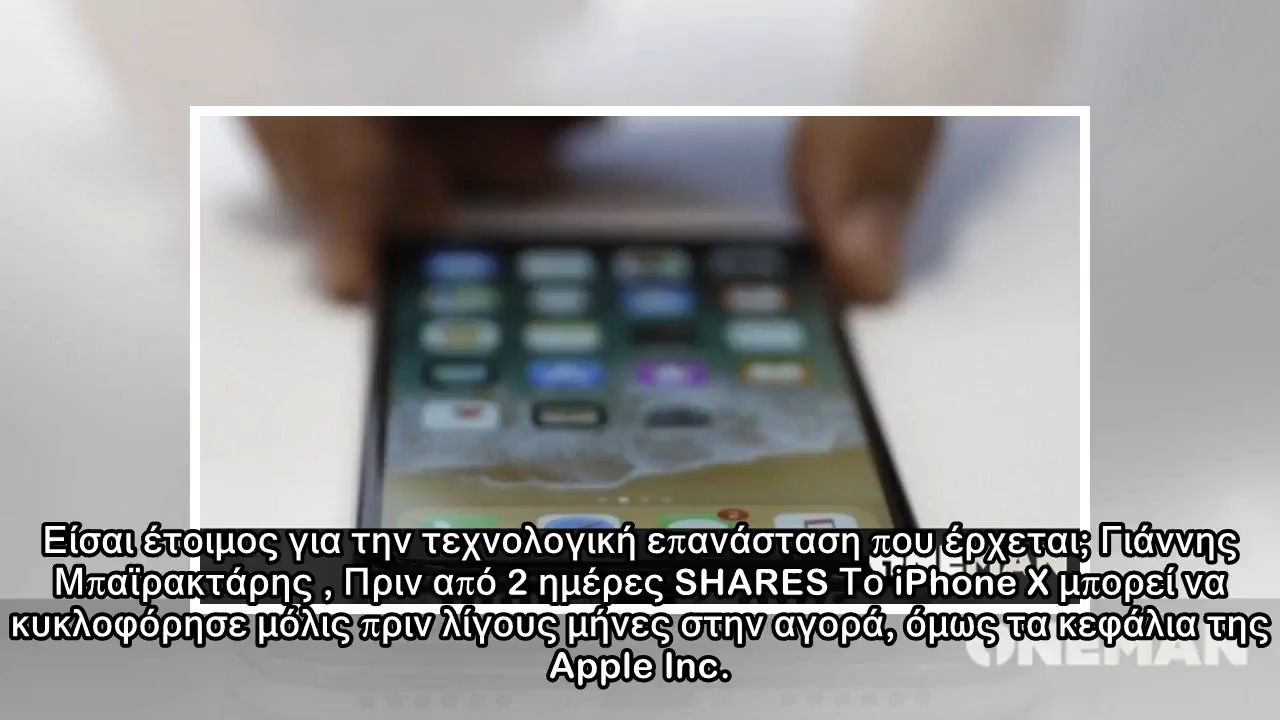 Είσαι έτοιμος για την τεχνολογική επανάσταση που έρχεται; Γιάννης
Μπαϊρακτάρης , Πριν από 2 ημέρες SHARES Το iPhone X μπορεί να
κυκλοφόρησε μόλις πριν λίγους μήνες στην αγορά, όμως τα κεφάλια της
Apple Inc.
ONEMAN
2